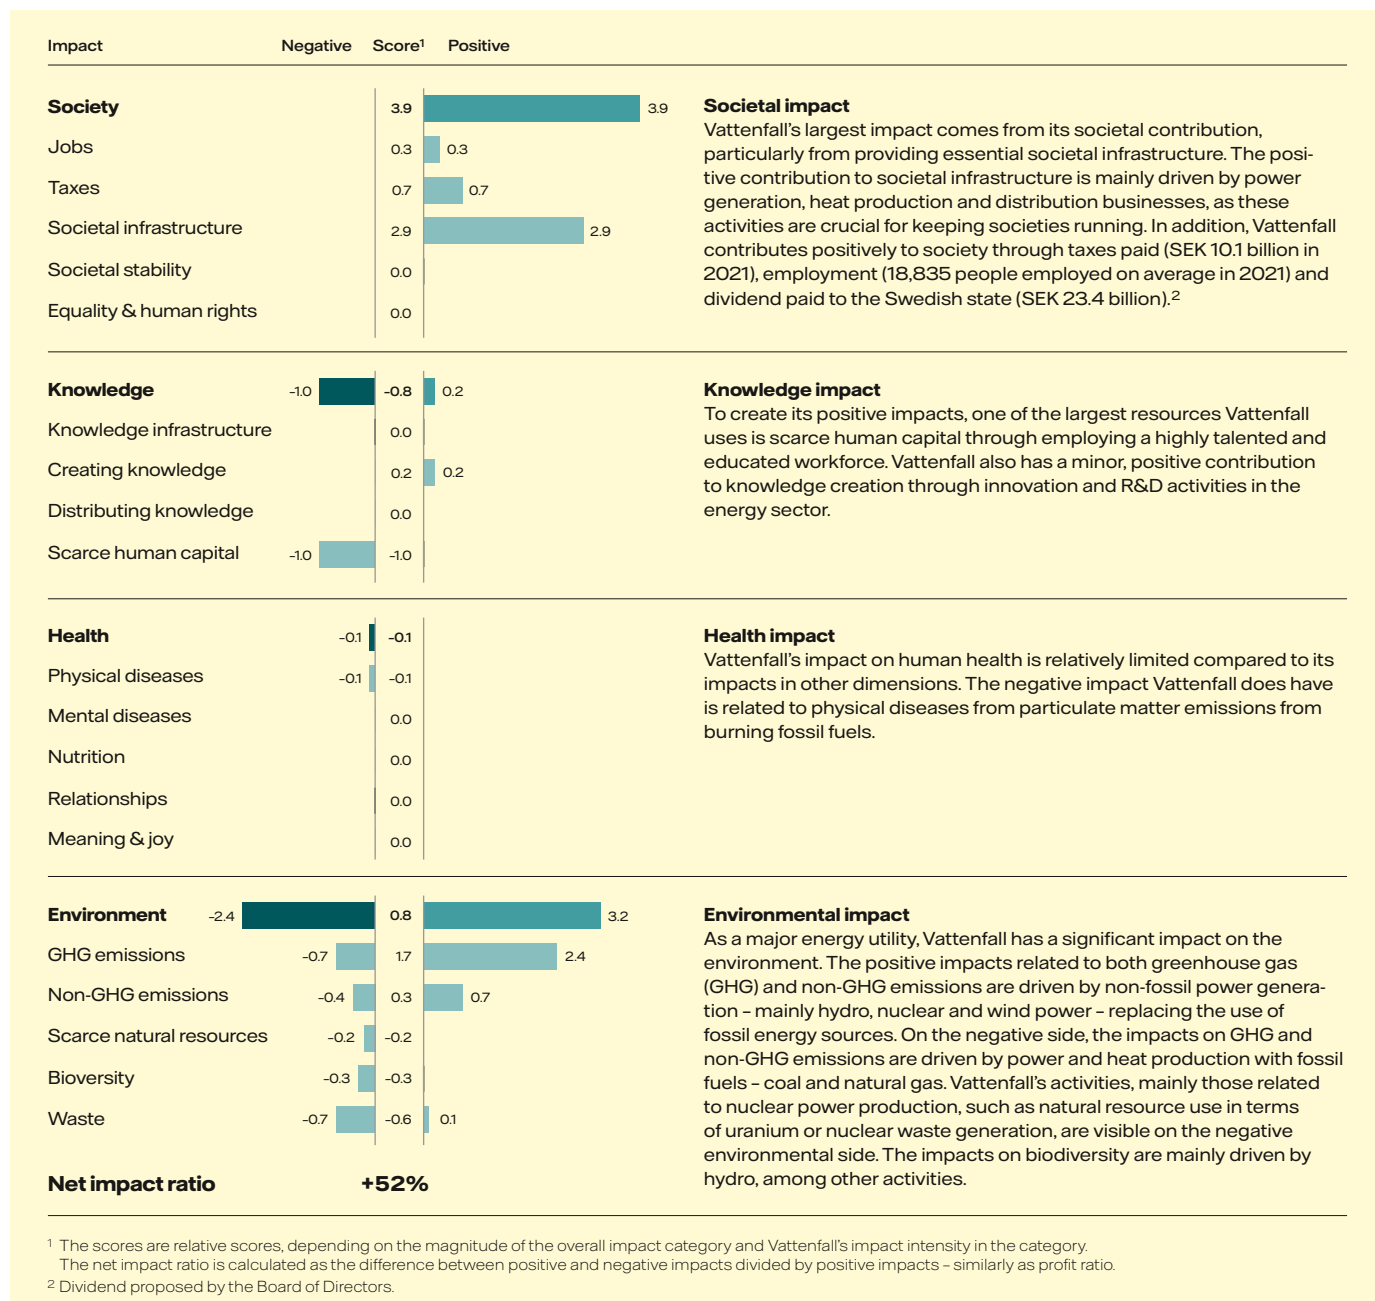 Impact Negative Score¹ Positive
Society 3.9 3.9
Jobs 0.3 0.3
Taxes 0.7 0.7
Societal infrastructure 2.9 2.9
Societal stability 0.0
Equality & human rights 0.0
Societal impact
Vattenfall's largest impact comes from its societal contribution,
particularly from providing essential societal infrastructure. The posi-
tive contribution to societal infrastructure is mainly driven by power
generation, heat production and distribution businesses, as these
activities are crucial for keeping societies running. In addition, Vattenfall
contributes positively to society through taxes paid (SEK 10.1 billion in
2021), employment (18,835 people employed on average in 2021) and
dividend paid to the Swedish state (SEK 23.4 billion).²
Knowledge -1.0 -0.8 0.2
Knowledge infrastructure 0.0
Creating knowledge 0.2 0.2
Distributing knowledge 0.0
Scarce human capital -1.0 -1.0
Knowledge impact
To create its positive impacts, one of the largest resources Vattenfall
uses is scarce human capital through employing a highly talented and
educated workforce. Vattenfall also has a minor, positive contribution
to knowledge creation through innovation and R&D activities in the
energy sector.
Health -0.1 -0.1
Physical diseases -0.1 -0.1
Mental diseases 0.0
Nutrition 0.0
Relationships 0.0
Meaning & joy 0.0
Health impact
Vattenfall's impact on human health is relatively limited compared to its
impacts in other dimensions. The negative impact Vattenfall does have
is related to physical diseases from particulate matter emissions from
burning fossil fuels.
Environment -2.4 0.8 3.2
GHG emissions -0.7 1.7 2.4
Non-GHG emissions -0.4 0.3 0.7
Scarce natural resources -0.2 -0.2
Bioversity -0.3 -0.3
Waste -0.7 -0.6 0.1
Net impact ratio +52%
Environmental impact
As a major energy utility, Vattenfall has a significant impact on the
environment. The positive impacts related to both greenhouse gas
(GHG) and non-GHG emissions are driven by non-fossil power genera-
tion – mainly hydro, nuclear and wind power – replacing the use of
fossil energy sources. On the negative side, the impacts on GHG and
non-GHG emissions are driven by power and heat production with fossil
fuels – coal and natural gas. Vattenfall's activities, mainly those related
to nuclear power production, such as natural resource use in terms
of uranium or nuclear waste generation, are visible on the negative
environmental side. The impacts on biodiversity are mainly driven by
hydro, among other activities.
¹ The scores are relative scores, depending on the magnitude of the overall impact category and Vattenfall's impact intensity in the category.
The net impact ratio is calculated as the difference between positive and negative impacts divided by positive impacts – similarly as profit ratio.
² Dividend proposed by the Board of Directors.